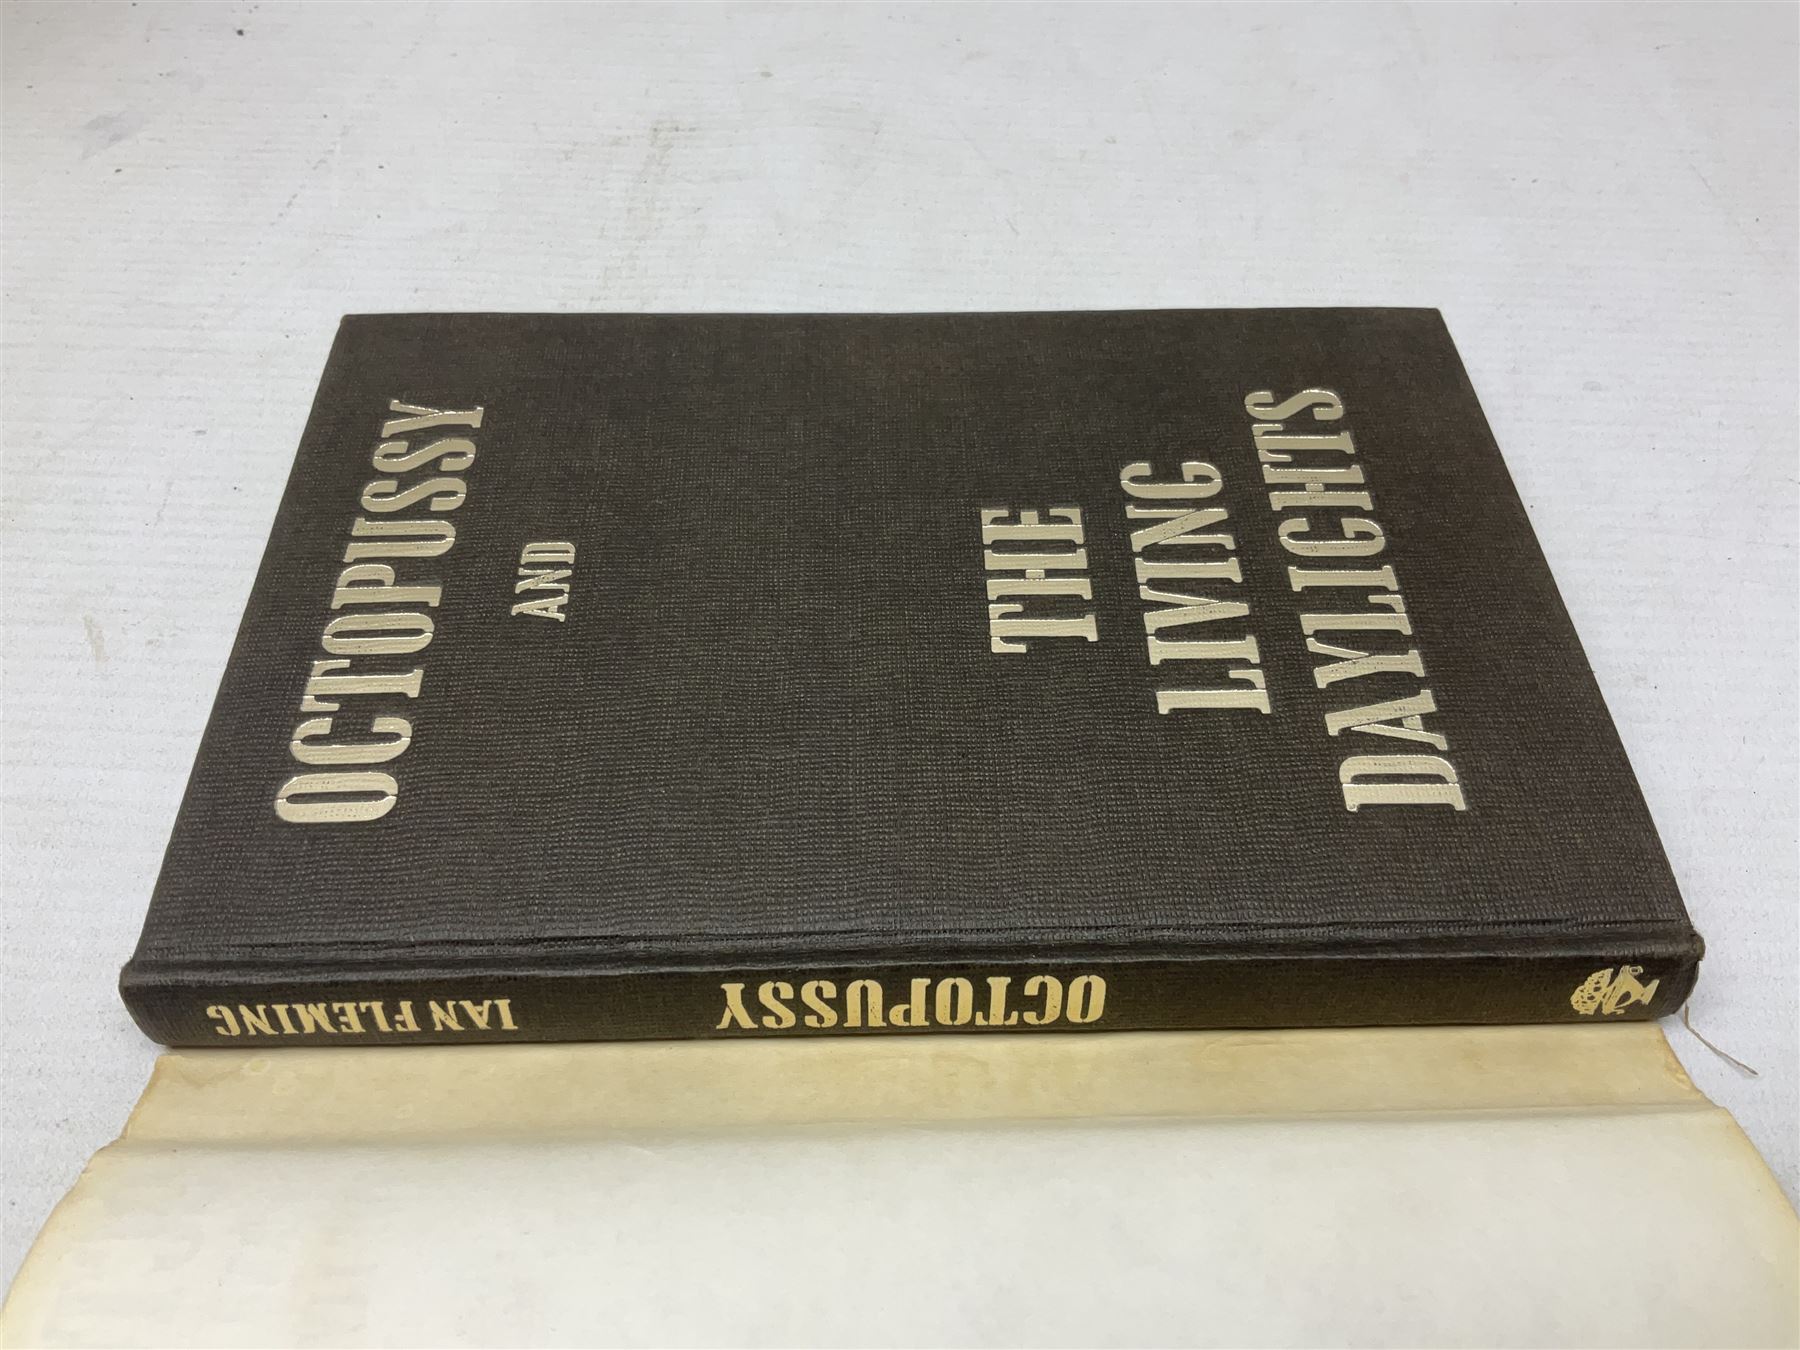 OCTOPUSSY
AND
THE
LIVING
DAYLIGHTS
IAN FLEMING
OCTOPUSSY